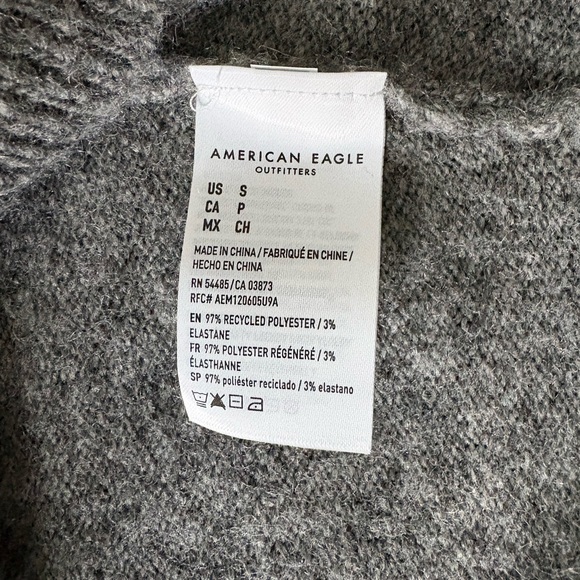 AMERICAN EAGLE
OUTFITTERS
US S
CA P
MX CH
MADE IN CHINA / FABRIQUÉ EN CHINE /
HECHO EN CHINA
RN 54485/CA 03873
RFC# AEM120605U9A
EN 97% RECYCLED POLYESTER / 3%
ELASTANE
FR 97% POLYESTER RÉGÉNÉRÉ / 3%
ÉLASTHANNE
SP 97% poliéster reciclado / 3% elastano